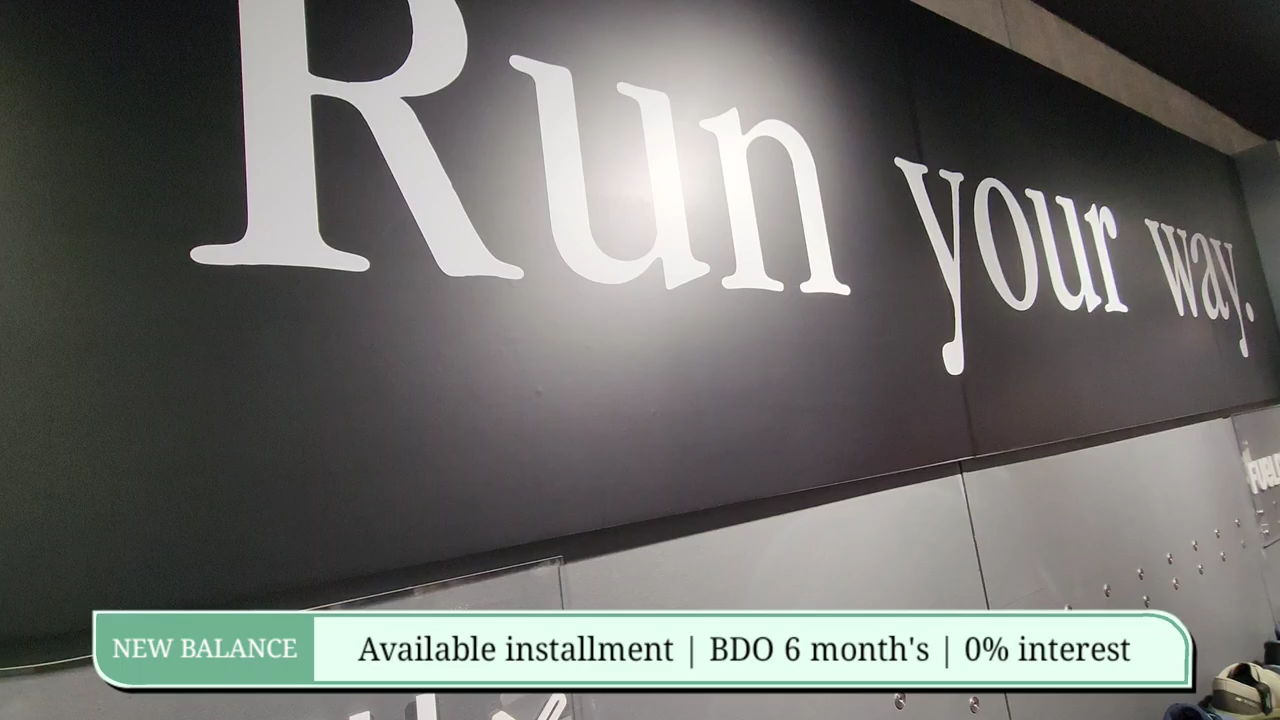 Run your way.
NEW BALANCE
Available installment | BDO 6 month's | 0% interest